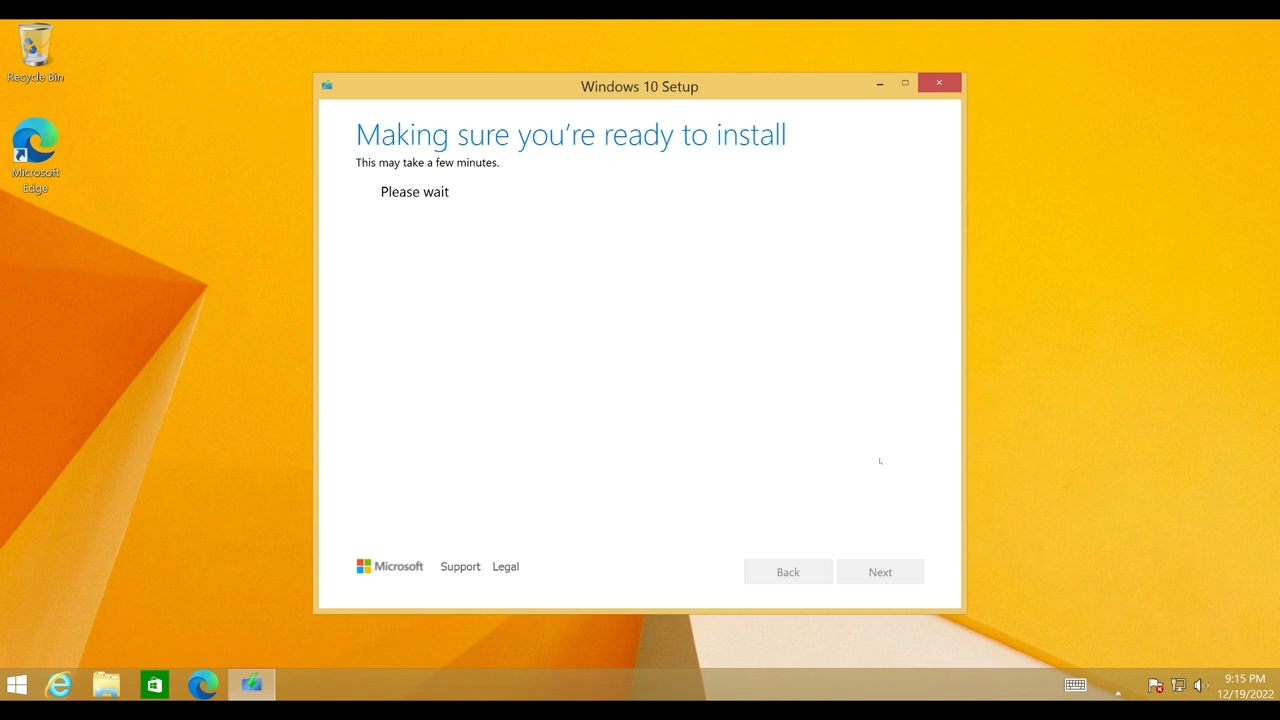 Recycle Bin
Microsoft
Edge
Windows 10 Setup
Making sure you're ready to install
This may take a few minutes.
Please wait
Microsoft
Support
Legal
Back
Next
9:15 PM
12/19/2022